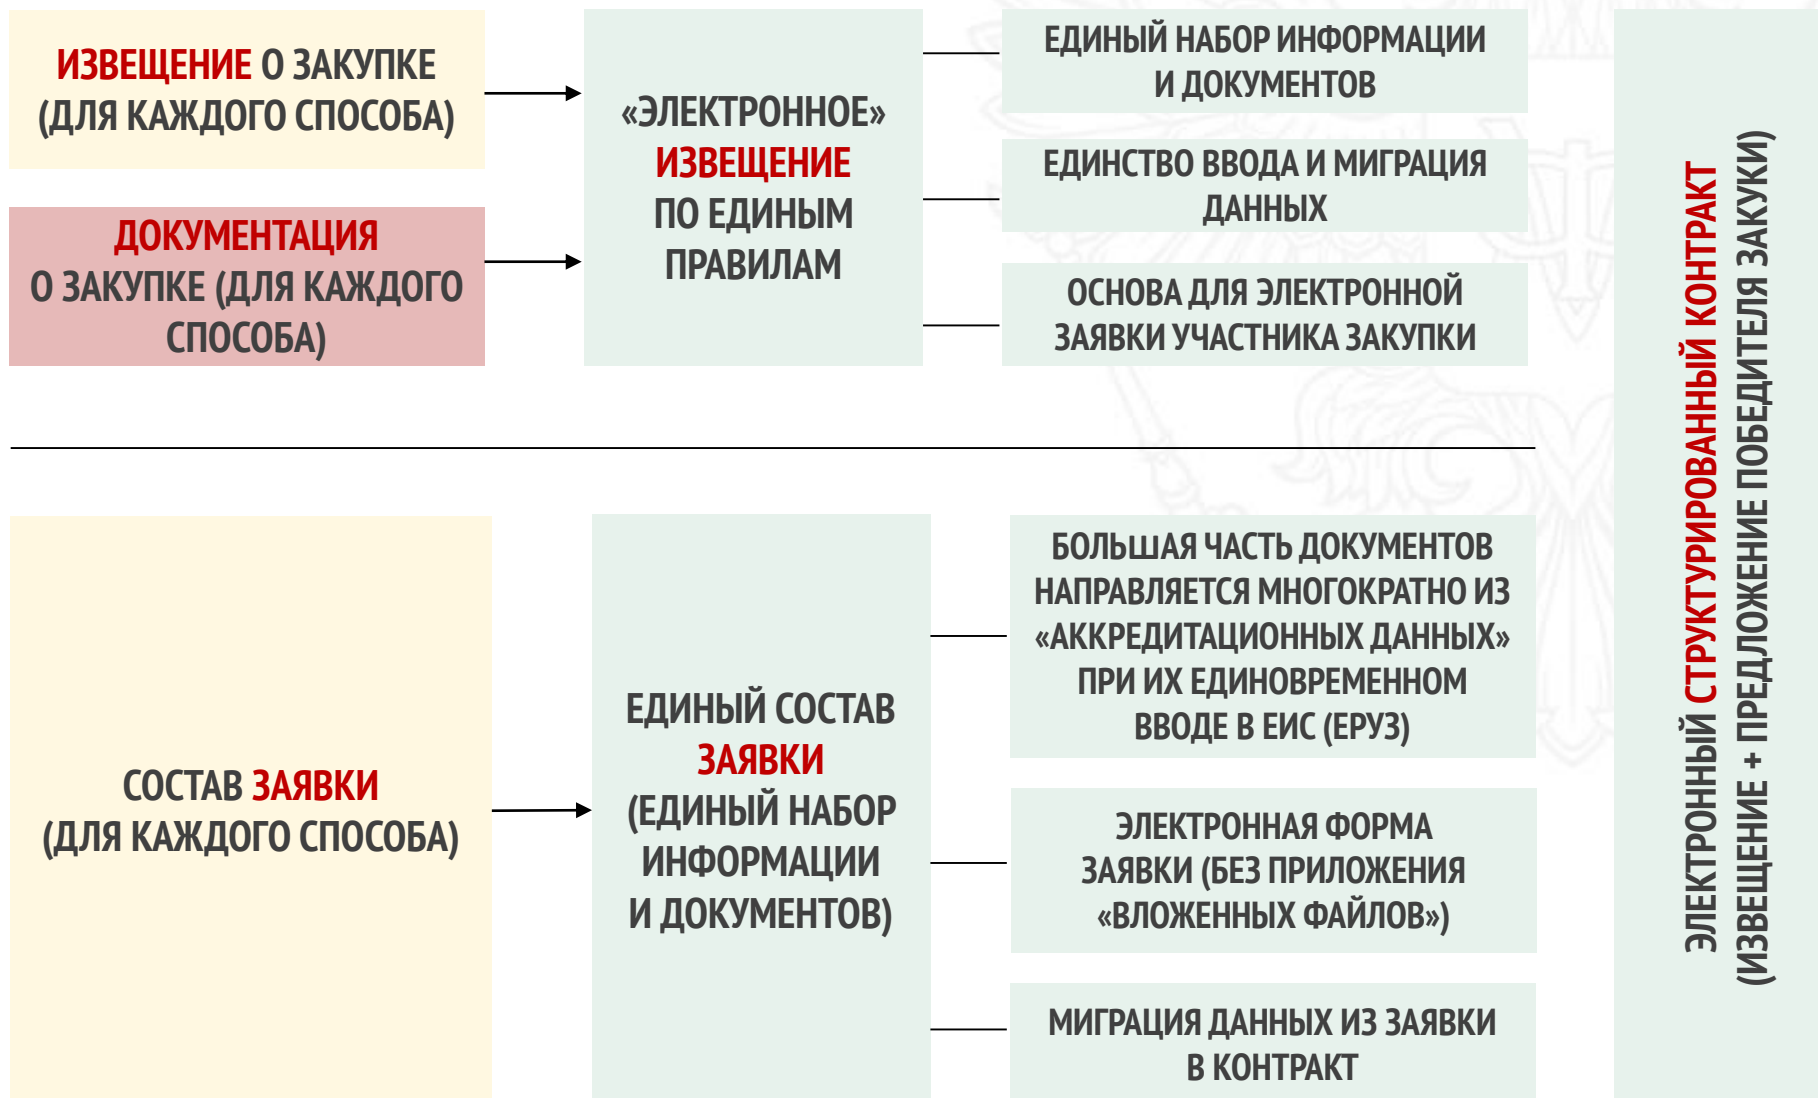 ИЗВЕЩЕНИЕ О ЗАКУПКЕ
(ДЛЯ КАЖДОГО СПОСОБА)
ДОКУМЕНТАЦИЯ
О ЗАКУПКЕ (ДЛЯ КАЖДОГО
СПОСОБА)
«ЭЛЕКТРОННОЕ»
ИЗВЕЩЕНИЕ
ПО ЕДИНЫМ
ПРАВИЛАМ
ЕДИНЫЙ НАБОР ИНФОРМАЦИИ
И ДОКУМЕНТОВ
ЕДИНСТВО ВВОДА И МИГРАЦИЯ
ДАННЫХ
ОСНОВА ДЛЯ ЭЛЕКТРОННОЙ
ЗАЯВКИ УЧАСТНИКА ЗАКУПКИ
СОСТАВ ЗАЯВКИ
(ДЛЯ КАЖДОГО СПОСОБА)
ЕДИНЫЙ СОСТАВ
ЗАЯВКИ
(ЕДИНЫЙ НАБОР
ИНФОРМАЦИИ
И ДОКУМЕНТОВ)
БОЛЬШАЯ ЧАСТЬ ДОКУМЕНТОВ
НАПРАВЛЯЕТСЯ МНОГОКРАТНО ИЗ
«АККРЕДИТАЦИОННЫХ ДАННЫХ»
ПРИ ИХ ЕДИНОВРЕМЕННОМ
ВВОДЕ В ЕИС (ЕРУЗ)
ЭЛЕКТРОННАЯ ФОРМА
ЗАЯВКИ (БЕЗ ПРИЛОЖЕНИЯ
«ВЛОЖЕННЫХ ФАЙЛОВ»)
МИГРАЦИЯ ДАННЫХ ИЗ ЗАЯВКИ
В КОНТРАКТ
ЭЛЕКТРОННЫЙ СТРУКТУРИРОВАННЫЙ КОНТРАКТ
(ИЗВЕЩЕНИЕ + ПРЕДЛОЖЕНИЕ ПОБЕДИТЕЛЯ ЗАКУКИ)